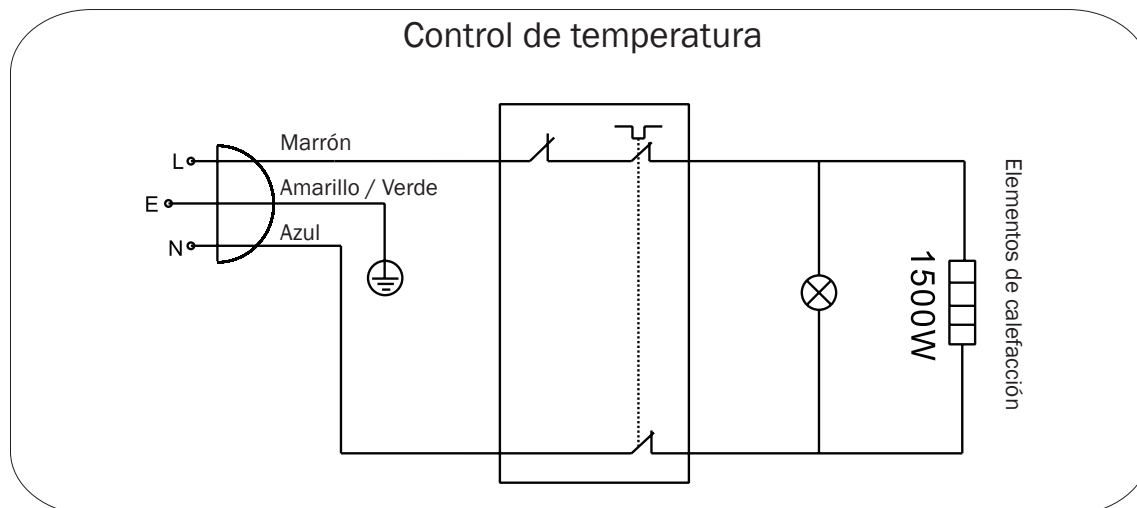 Control de temperatura
L
Marrón
E
Amarillo / Verde
N
Azul
1500W
Elementos de calefacción